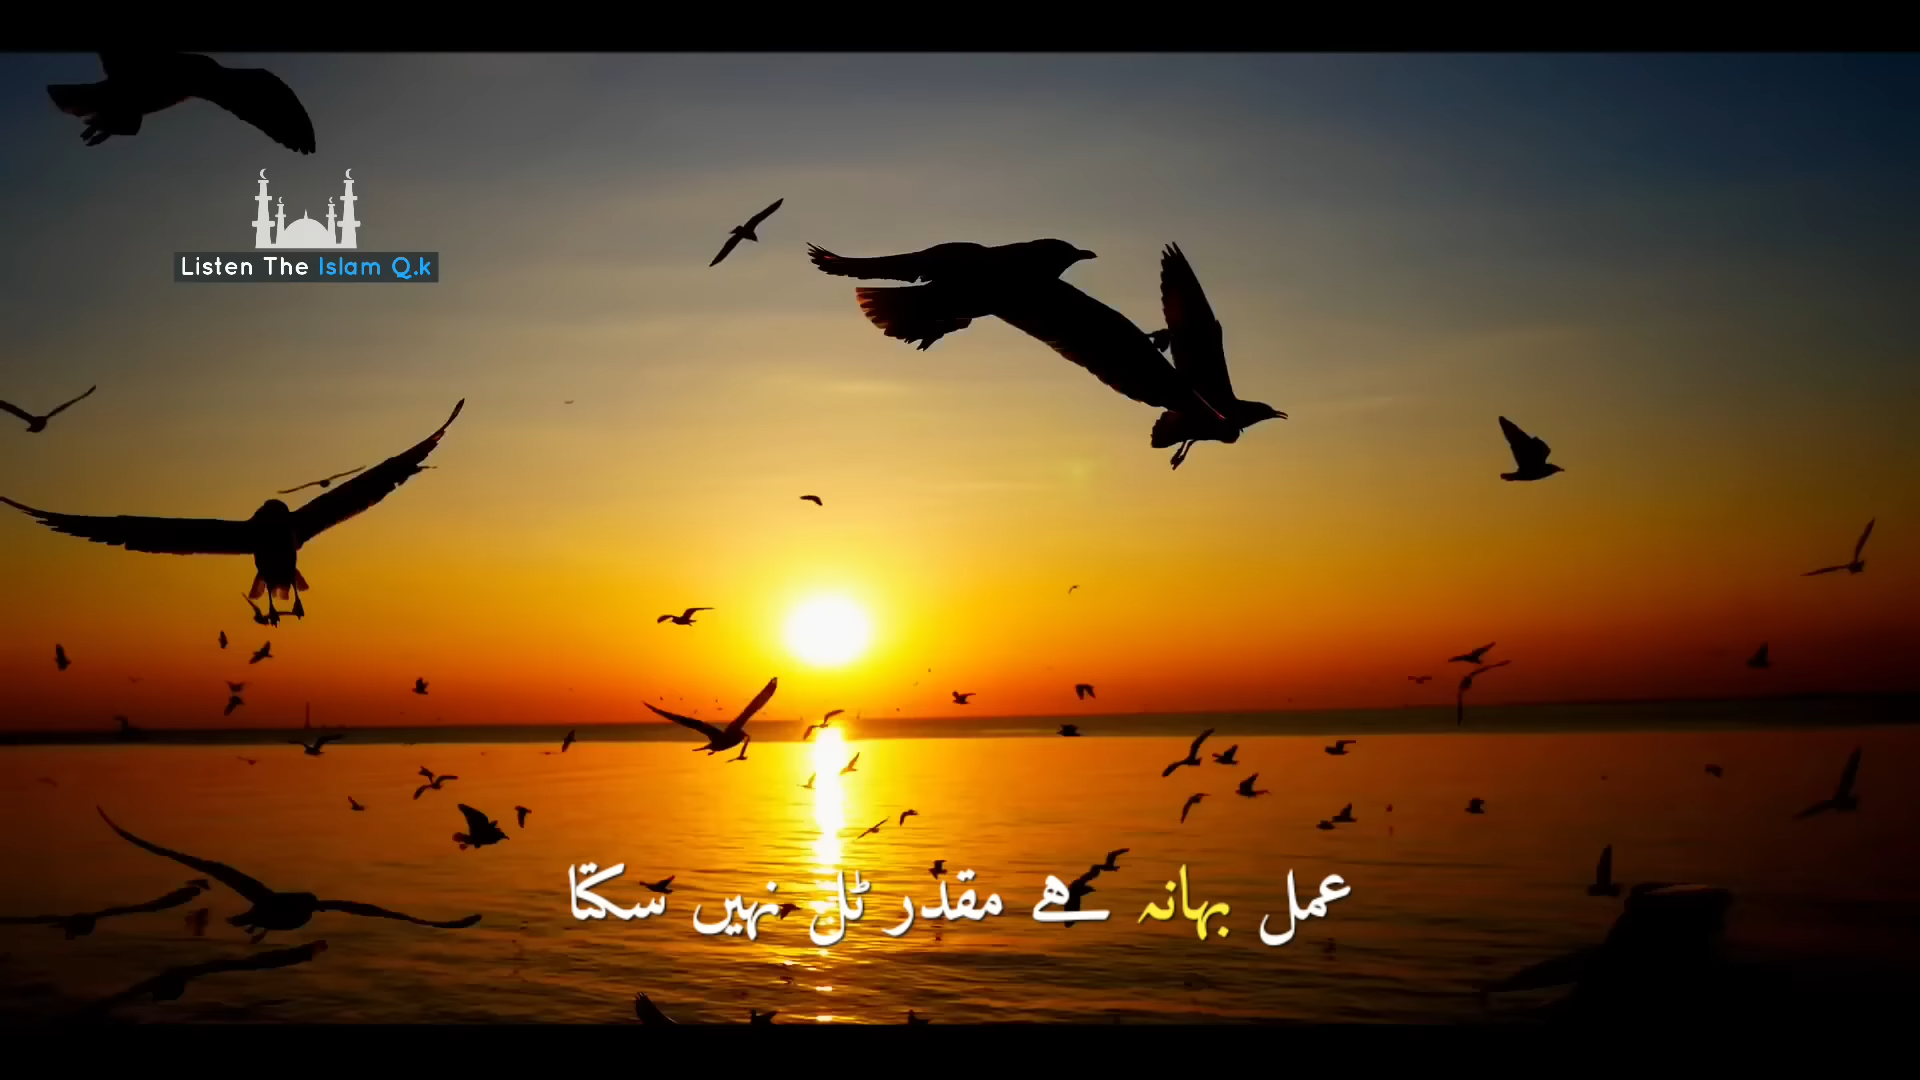 Listen The Islam Q.k
عمل بہانہ ہے مقدر ٹل نہیں سکتا